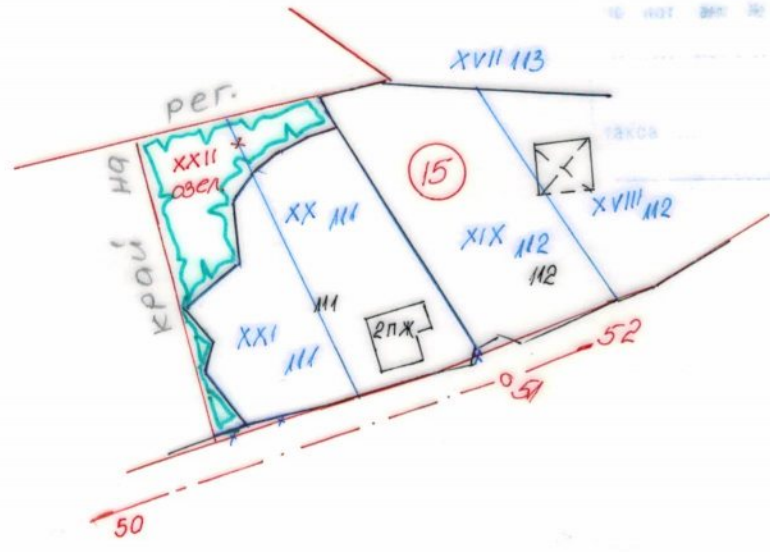 XVII 113
рег.
на
край
XXII
озел
15
XX 111
XIX 112
112
XVIII 112
111
2ПЖ
XXI
111
52
51
50